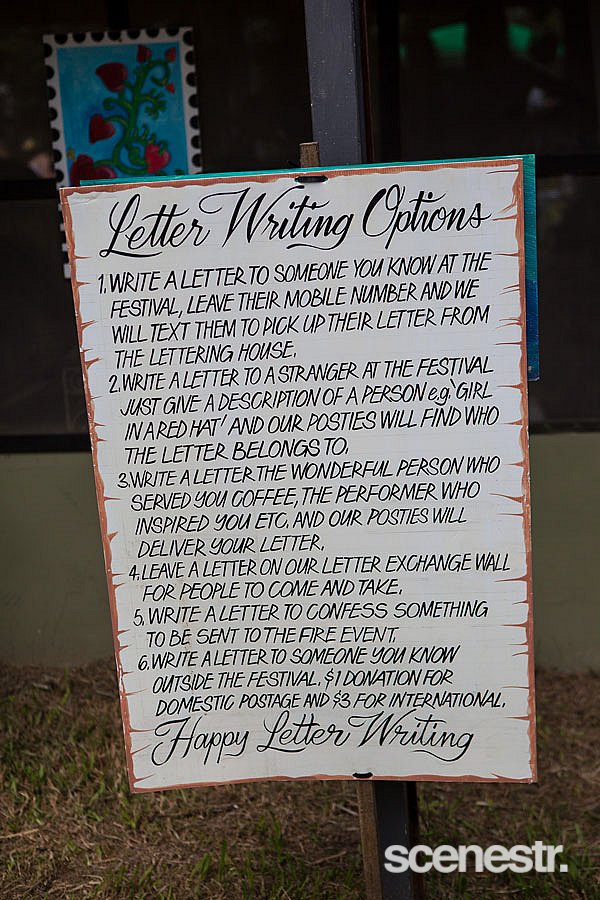 Letter Writing Options
1. WRITE A LETTER TO SOMEONE YOU KNOW AT THE
FESTIVAL, LEAVE THEIR MOBILE NUMBER AND WE
WILL TEXT THEM TO PICK UP THEIR LETTER FROM
THE LETTERING HOUSE.
2. WRITE A LETTER TO A STRANGER AT THE FESTIVAL
JUST GIVE A DESCRIPTION OF A PERSON e.g. 'GIRL
IN A RED HAT' AND OUR POSTIES WILL FIND WHO
THE LETTER BELONGS TO.
3. WRITE A LETTER THE WONDERFUL PERSON WHO
SERVED YOU COFFEE, THE PERFORMER WHO
INSPIRED YOU ETC. AND OUR POSTIES WILL
DELIVER YOUR LETTER.
4. LEAVE A LETTER ON OUR LETTER EXCHANGE WALL
FOR PEOPLE TO COME AND TAKE.
5. WRITE A LETTER TO CONFESS SOMETHING
TO BE SENT TO THE FIRE EVENT.
6. WRITE A LETTER TO SOMEONE YOU KNOW
OUTSIDE THE FESTIVAL. $1 DONATION FOR
DOMESTIC POSTAGE AND $3 FOR INTERNATIONAL.
Happy Letter Writing
scenestr.